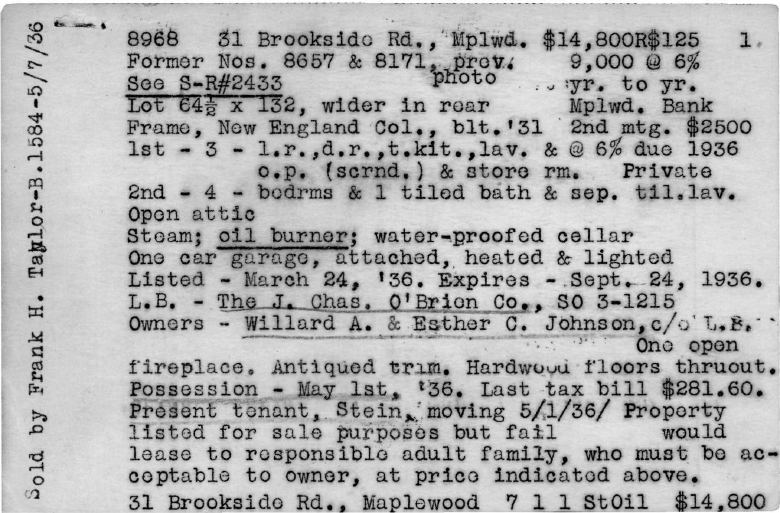 8968 31 Brookside Rd., Mplwd. $14,800R$125 1.
Former Nos. 8657 & 8171, prev. 9,000 @ 6%
See S-R#2433 photo yr. to yr.
Lot 64½ x 132, wider in rear Mplwd. Bank
Frame, New England Col., blt.'31 2nd mtg. $2500
1st - 3 - l.r.,d.r.,t.kit.,lav. & @ 6% due 1936
o.p. (scrnd.) & store rm. Private
2nd - 4 - bedrms & 1 tiled bath & sep. til.lav.
Open attic
Steam; oil burner; water-proofed cellar
One car garage, attached, heated & lighted
Listed - March 24, '36. Expires - Sept. 24, 1936.
L.B. - The J. Chas. O'Brien Co., SO 3-1215
Owners - Willard A. & Esther C. Johnson, c/o L.B.
One open
fireplace. Antiqued trim. Hardwood floors thruout.
Possession - May 1st, '36. Last tax bill $281.60.
Present tenant, Stein, moving 5/1/36/ Property
listed for sale purposes but fail would
lease to responsible adult family, who must be ac-
ceptable to owner, at price indicated above.
31 Brookside Rd., Maplewood 7 1 1 StOil $14,800
Sold by Frank H. Taylor-B.1584-5/7/36